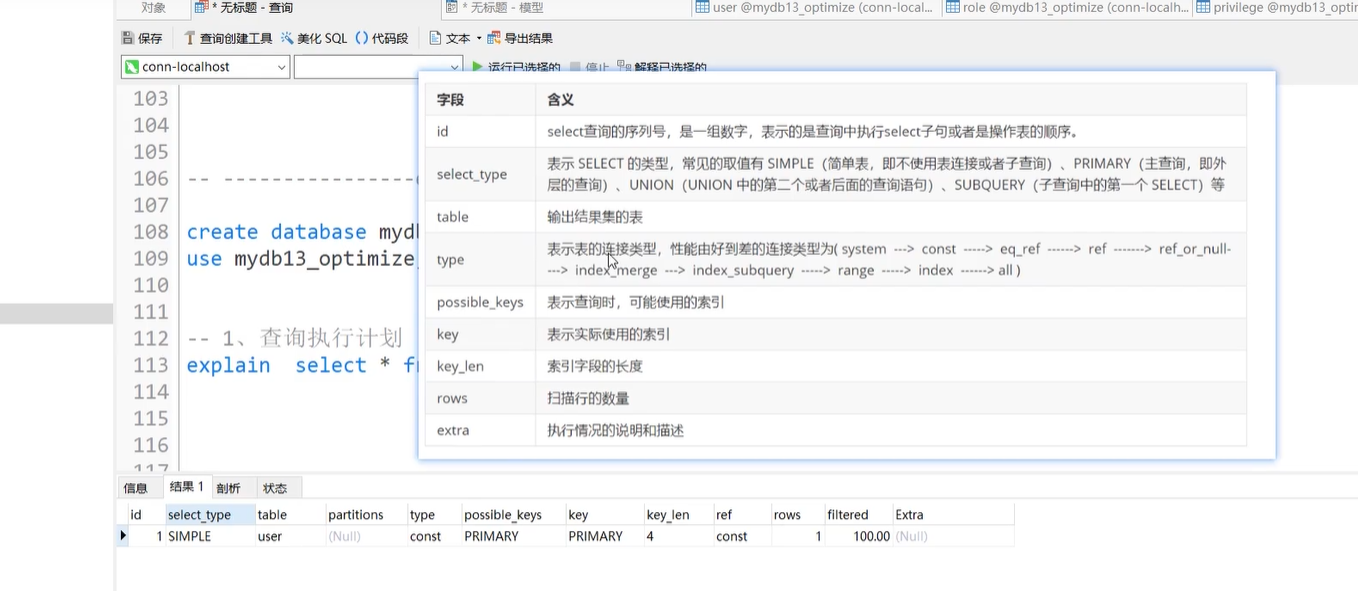 对象
* 无标题 - 查询
* 无标题 - 模型
user @mydb13_optimize (conn-local...
role @mydb13_optimize (conn-localh...
privilege @mydb13_optim
保存
查询创建工具
美化 SQL
() 代码段
文本
导出结果
conn-localhost
运行已选择的
停止
解释已选择的
字段 含义
id select查询的序列号，是一组数字，表示的是查询中执行select子句或者是操作表的顺序。
select_type 表示 SELECT 的类型，常见的取值有 SIMPLE（简单表，即不使用表连接或者子查询）、PRIMARY（主查询，即外
层的查询）、UNION（UNION 中的第二个或者后面的查询语句）、SUBQUERY（子查询中的第一个 SELECT）等
table 输出结果集的表
type 表示表的连接类型，性能由好到差的连接类型为( system ---> const -----> eq_ref ------> ref -------> ref_or_null-
---> index_merge ---> index_subquery -----> range -----> index ------> all )
possible_keys 表示查询时，可能使用的索引
key 表示实际使用的索引
key_len 索引字段的长度
rows 扫描行的数量
extra 执行情况的说明和描述
103
104
105
106 -- ----------------
107
108 create database mydb
109 use mydb13_optimize
110
111
112 -- 1、查询执行计划
113 explain select * fr
114
115
116
117
信息
结果 1
剖析
状态
id select_type table partitions type possible_keys key key_len ref rows filtered Extra
1 SIMPLE user (Null) const PRIMARY PRIMARY 4 const 1 100.00 (Null)